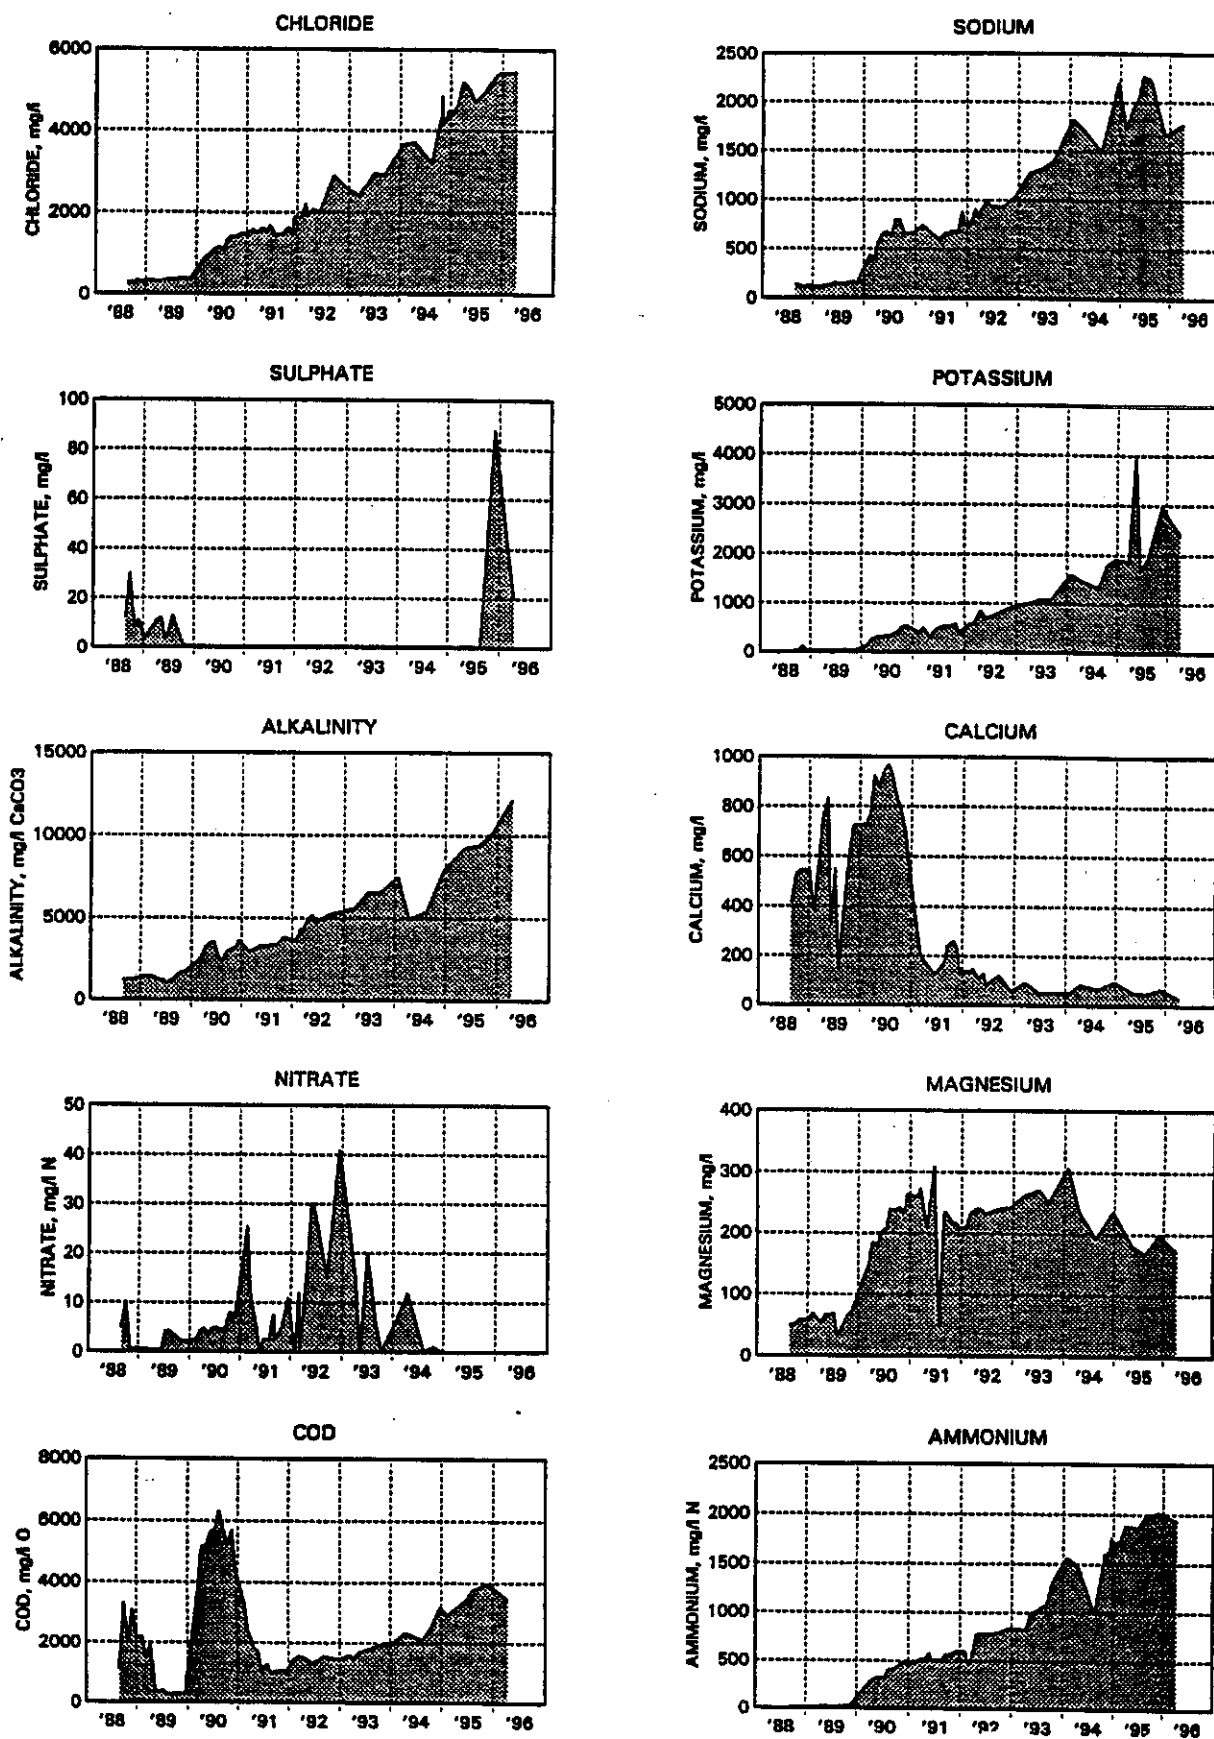 CHLORIDE
CHLORIDE, mg/l
6000
4000
2000
0
'88 '89 '90 '91 '92 '93 '94 '95 '96
SODIUM
SODIUM, mg/l
2500
2000
1500
1000
500
0
'88 '89 '90 '91 '92 '93 '94 '95 '96
SULPHATE
SULPHATE, mg/l
100
80
60
40
20
0
'88 '89 '90 '91 '92 '93 '94 '95 '96
POTASSIUM
POTASSIUM, mg/l
5000
4000
3000
2000
1000
0
'88 '89 '90 '91 '92 '93 '94 '95 '96
ALKALINITY
ALKALINITY, mg/l CaCO3
15000
10000
5000
0
'88 '89 '90 '91 '92 '93 '94 '95 '96
CALCIUM
CALCIUM, mg/l
1000
800
600
400
200
0
'88 '89 '90 '91 '92 '93 '94 '95 '96
NITRATE
NITRATE, mg/l N
50
40
30
20
10
0
'88 '89 '90 '91 '92 '93 '94 '95 '96
MAGNESIUM
MAGNESIUM, mg/l
400
300
200
100
0
'88 '89 '90 '91 '92 '93 '94 '95 '96
COD
COD, mg/l O
8000
6000
4000
2000
0
'88 '89 '90 '91 '92 '93 '94 '95 '96
AMMONIUM
AMMONIUM, mg/l N
2500
2000
1500
1000
500
0
'88 '89 '90 '91 '92 '93 '94 '95 '96